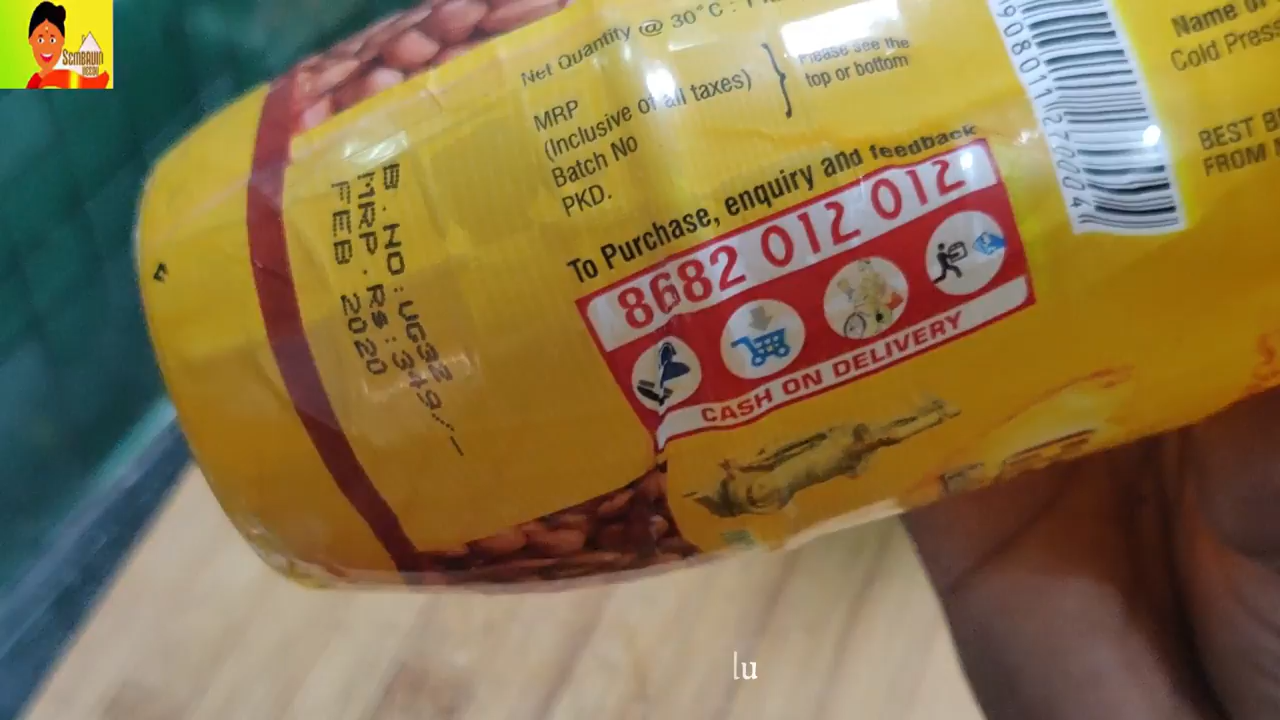 SEMBARUTHI
Net Quantity @ 30°C :
MRP
(Inclusive of all taxes)
Batch No
PKD.
Please see the
top or bottom
B.NO:UG32
MRP.Rs:349/-
FEB 2020
To Purchase, enquiry and feedback
8682 012 012
CASH ON DELIVERY
908011270004
Name of
Cold Press
BEST B
FROM
lu